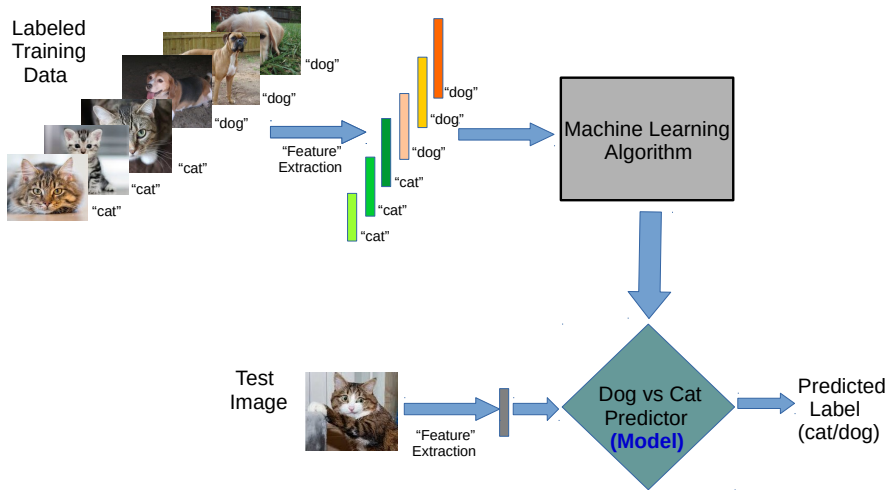 Labeled
Training
Data
“dog”
“dog”
“dog”
“cat”
“cat”
“cat”
“Feature”
Extraction
“dog”
“dog”
“dog”
“cat”
“cat”
“cat”
Machine Learning
Algorithm
Test
Image
“Feature”
Extraction
Dog vs Cat
Predictor
(Model)
Predicted
Label
(cat/dog)